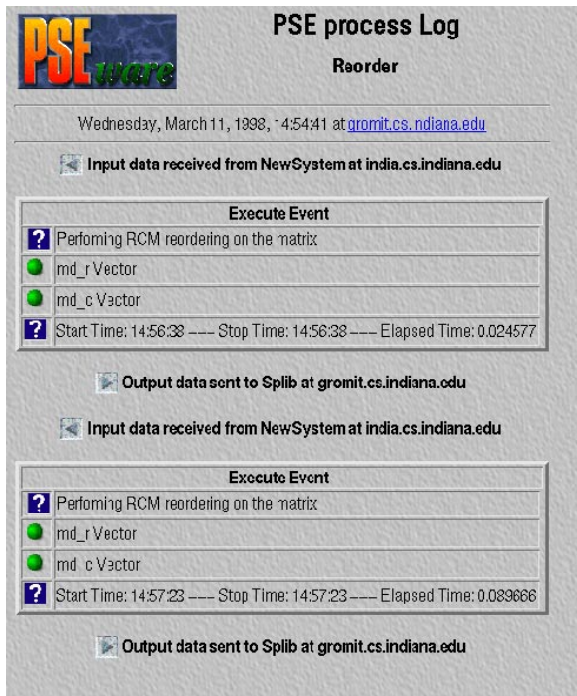 PSEware
PSE process Log
Reorder
Wednesday, March 11, 1998, 14:54:41 at gromit.cs.indiana.edu
Input data received from NewSystem at india.cs.indiana.edu
Execute Event
? Perfoming RCM reordering on the matrix
md_r Vector
md_c Vector
? Start Time: 14:56:38 --- Stop Time: 14:56:38 --- Elapsed Time: 0.024577
Output data sent to Splib at gromit.cs.indiana.edu
Input data received from NewSystem at india.cs.indiana.edu
Execute Event
? Perfoming RCM reordering on the matrix
md_r Vector
md_c Vector
? Start Time: 14:57:23 --- Stop Time: 14:57:23 --- Elapsed Time: 0.089666
Output data sent to Splib at gromit.cs.indiana.edu